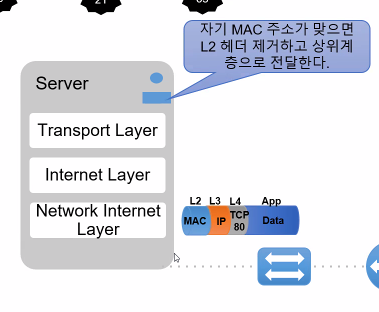 21
자기 MAC 주소가 맞으면
L2 헤더 제거하고 상위계
층으로 전달한다.
Server
Transport Layer
Internet Layer
Network Internet
Layer
L2 L3 L4 App
MAC IP TCP 80 Data